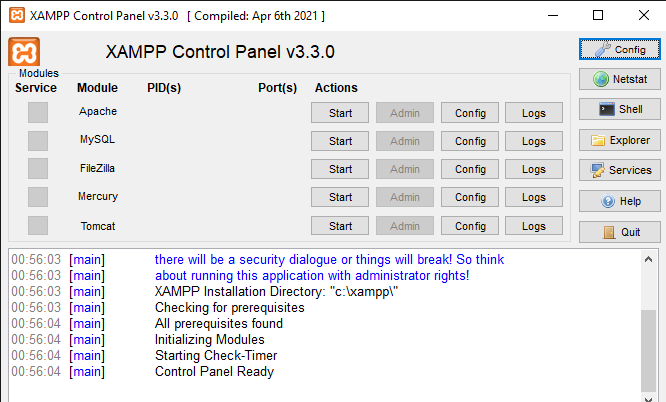 XAMPP Control Panel v3.3.0 [ Compiled: Apr 6th 2021 ]
XAMPP Control Panel v3.3.0
Config
Modules
Service Module PID(s) Port(s) Actions
Netstat
Apache Start Admin Config Logs
Shell
MySQL Start Admin Config Logs
Explorer
FileZilla Start Admin Config Logs
Services
Mercury Start Admin Config Logs
Help
Tomcat Start Admin Config Logs
Quit
00:56:03 [main] there will be a security dialogue or things will break! So think
00:56:03 [main] about running this application with administrator rights!
00:56:03 [main] XAMPP Installation Directory: "c:\xampp\"
00:56:03 [main] Checking for prerequisites
00:56:04 [main] All prerequisites found
00:56:04 [main] Initializing Modules
00:56:04 [main] Starting Check-Timer
00:56:04 [main] Control Panel Ready